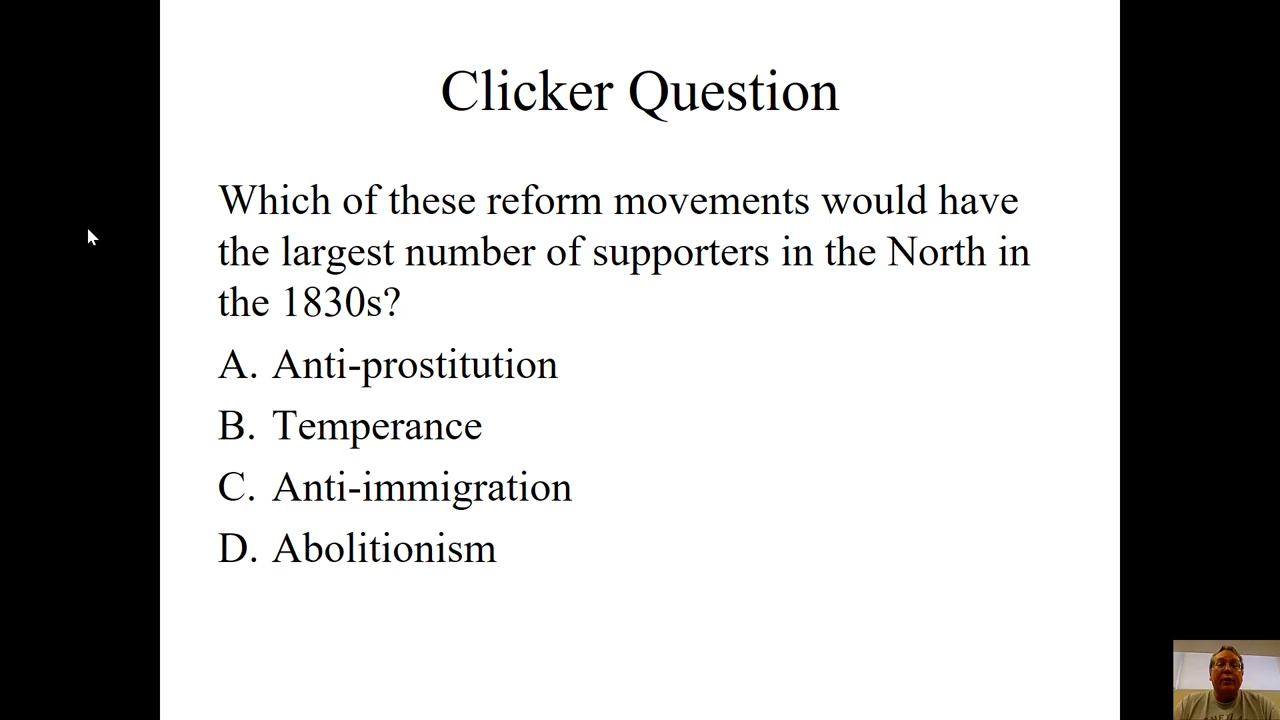 Clicker Question
Which of these reform movements would have
the largest number of supporters in the North in
the 1830s?
A. Anti-prostitution
B. Temperance
C. Anti-immigration
D. Abolitionism